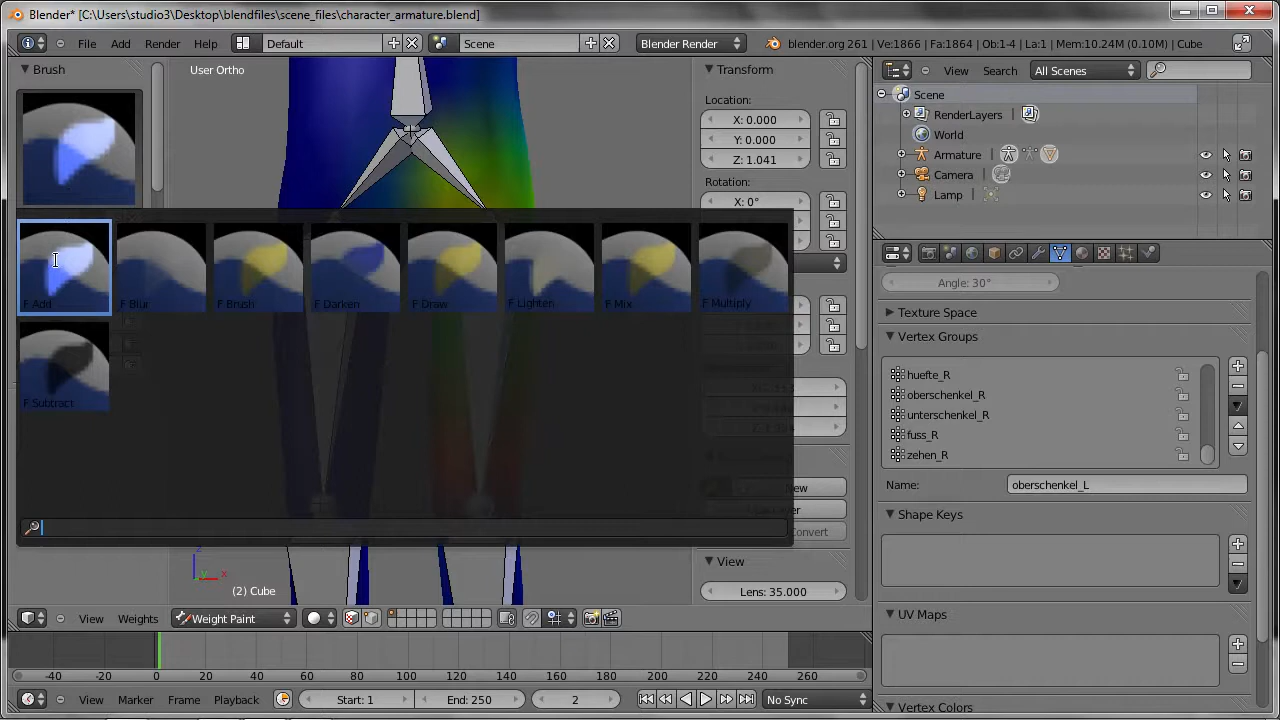 Blender* [C:\Users\studio3\Desktop\blendfiles\scene_files\character_armature.blend]
File Add Render Help Default Scene Blender Render blender.org 261 | Ve:1866 | Fa:1864 | Ob:1-4 | La:1 | Mem:10.24M (0.10M) | Cube
Brush
User Ortho
Transform
Location:
X: 0.000
Y: 0.000
Z: 1.041
Rotation:
X: 0°
View Search All Scenes
Scene
RenderLayers
World
Armature
Camera
Lamp
F Add F Blur F Brush F Darken F Draw F Lighten F Mix F Multiply
F Subtract
New
Layer
Convert
View
Lens: 35.000
Angle: 30°
Texture Space
Vertex Groups
huefte_R
oberschenkel_R
unterschenkel_R
fuss_R
zehen_R
Name: oberschenkel_L
Shape Keys
UV Maps
Vertex Colors
z
y x
(2) Cube
View Weights Weight Paint
-40 -20 0 20 40 60 80 100 120 140 160 180 200 220 240 260
View Marker Frame Playback Start: 1 End: 250 2 No Sync